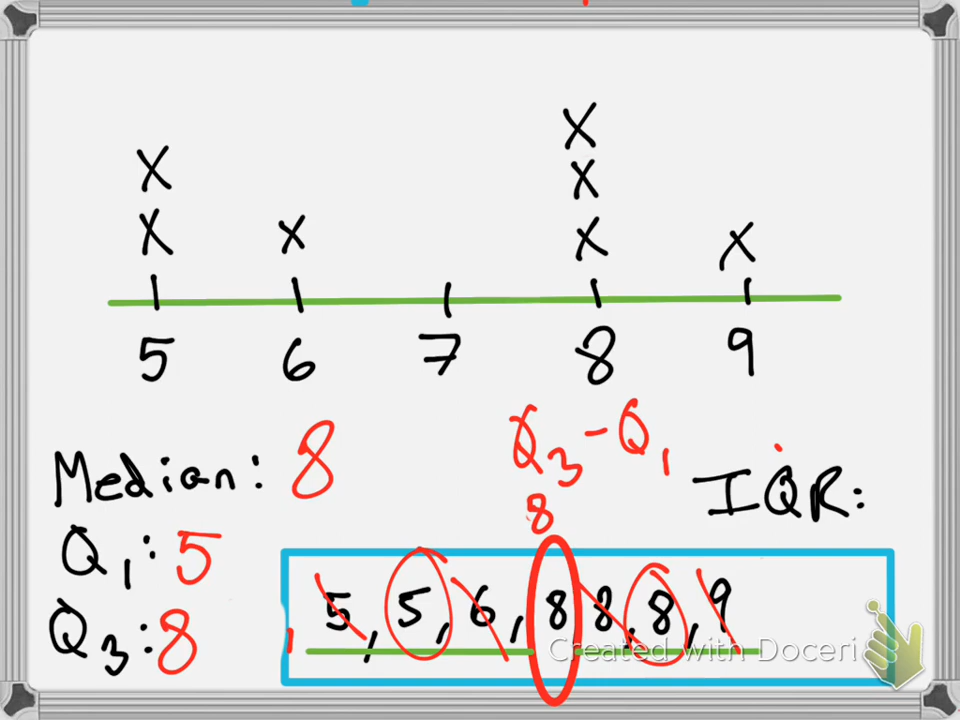 X
X X
X X X X X
5 6 7 8 9
Median: 8
Q3 - Q1
8
IQR:
Q1: 5
Q3: 8
5, 5, 6, 8 8, 8, 9
Created with Doceri